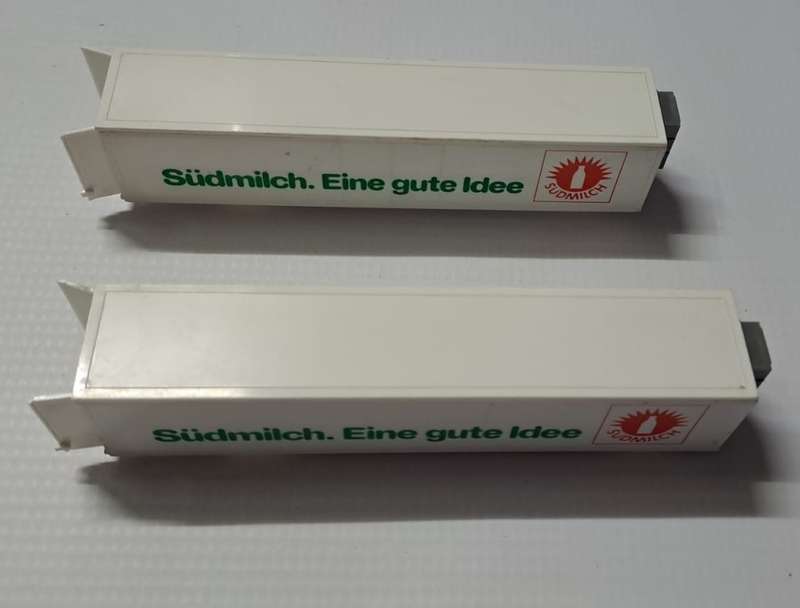 Südmilch. Eine gute Idee
SÜDMILCH
Südmilch. Eine gute Idee
SÜDMILCH